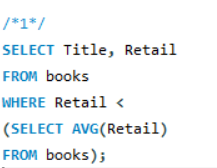 /*1*/
SELECT Title, Retail
FROM books
WHERE Retail <
(SELECT AVG(Retail)
FROM books);